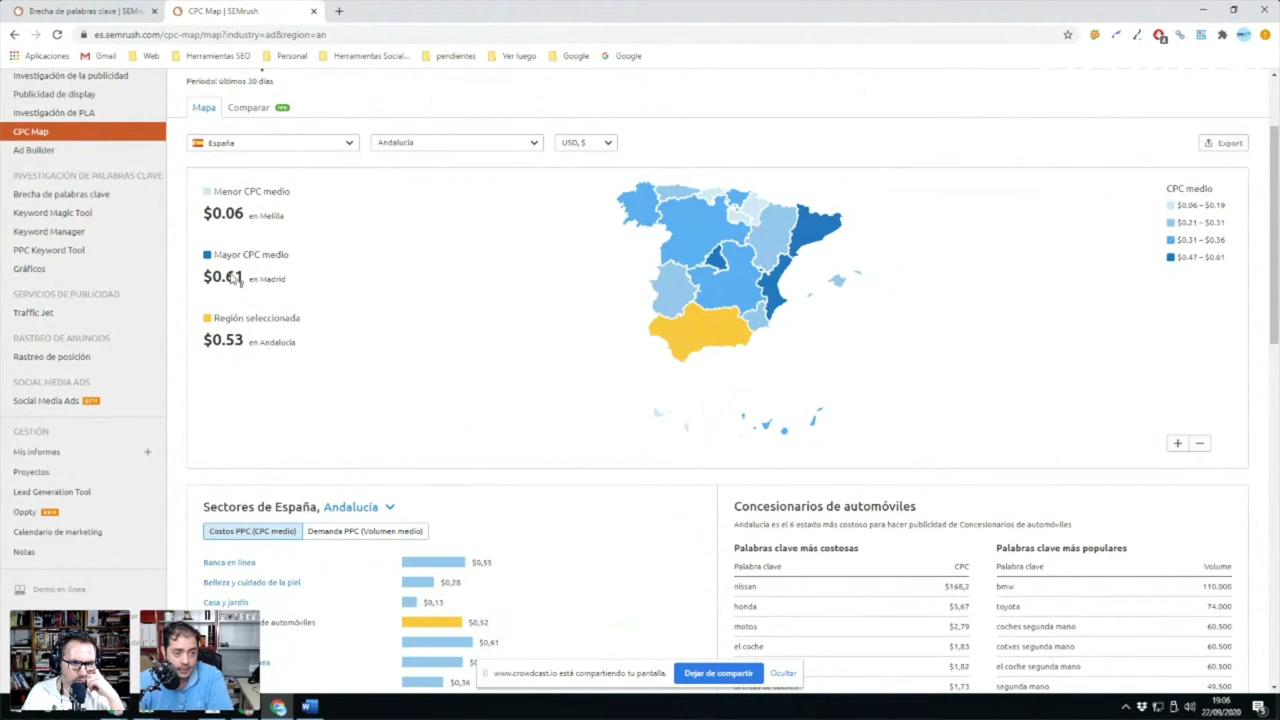 Brecha de palabras clave | SEMru
CPC Map | SEMrush
es.semrush.com/cpc-map/map?industry=ad&region=an
Aplicaciones
Gmail
Web
Herramientas SEO
Personal
Herramientas Social...
pendientes
Ver luego
Google
Google
Investigación de la publicidad
Publicidad de display
Investigación de PLA
CPC Map
Ad Builder
INVESTIGACIÓN DE PALABRAS CLAVE
Brecha de palabras clave
Keyword Magic Tool
Keyword Manager
PPC Keyword Tool
Gráficos
SERVICIOS DE PUBLICIDAD
Traffic Jet
RASTREO DE ANUNCIOS
Rastreo de posición
SOCIAL MEDIA ADS
Social Media Ads BETA
GESTIÓN
Mis informes
Proyectos
Lead Generation Tool
Oppty BETA
Calendario de marketing
Notas
Demo en línea
Periodo: últimos 30 días
Mapa
Comparar
España
Andalucía
USD, $
Export
Menor CPC medio
$0.06 en Melilla
Mayor CPC medio
$0.61 en Madrid
Región seleccionada
$0.53 en Andalucía
CPC medio
$0.06 – $0.19
$0.21 – $0.31
$0.31 – $0.36
$0.47 – $0.61
Sectores de España, Andalucía
Costos PPC (CPC medio)
Demanda PPC (Volumen medio)
Banca en línea
$0,55
Belleza y cuidado de la piel
$0,28
Casa y jardín
$0,13
de automóviles
$0,52
$0,61
$0,36
Concesionarios de automóviles
Andalucía es el 6 estado más costoso para hacer publicidad de Concesionarios de automóviles
Palabras clave más costosas
Palabra clave CPC
nissan $168,2
honda $5,67
motos $2,79
el coche $1,83
$1,82
$1,73
Palabras clave más populares
Palabra clave Volume
bmw 110.000
toyota 74.000
coches segunda mano 60.500
cotxes segunda mano 60.500
el coche segunda mano 60.500
segunda mano 49.500
www.crowdcast.io está compartiendo tu pantalla.
Dejar de compartir
Ocultar
19:06
22/09/2020